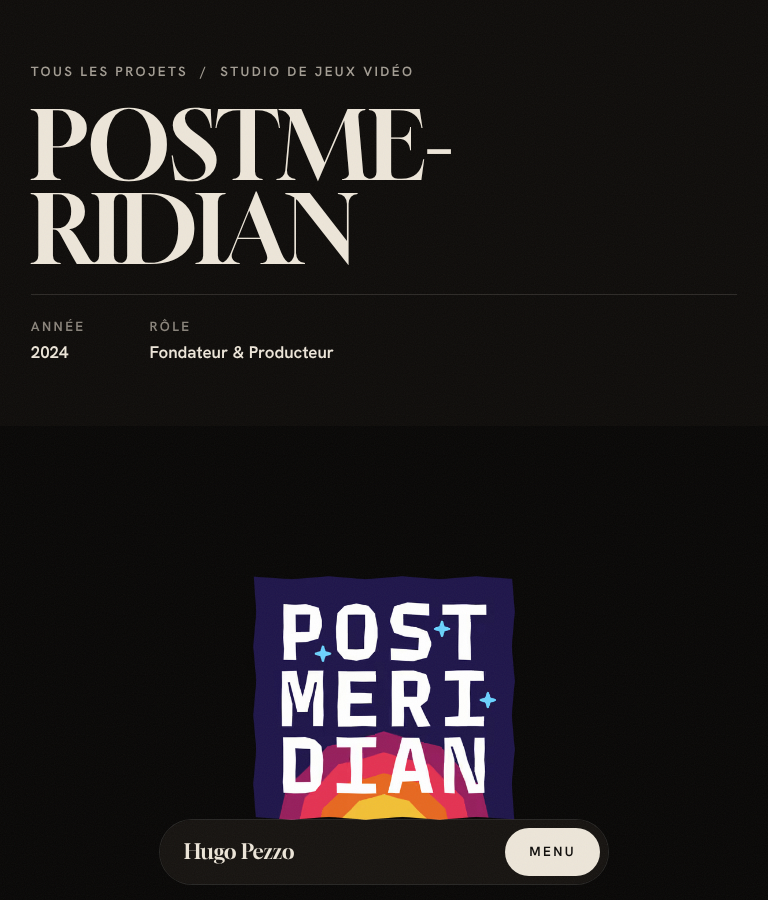 TOUS LES PROJETS / STUDIO DE JEUX VIDÉO
POSTME-
RIDIAN
ANNÉE RÔLE
2024 Fondateur & Producteur
POST
MERI
DIAN
Hugo Pezzo MENU